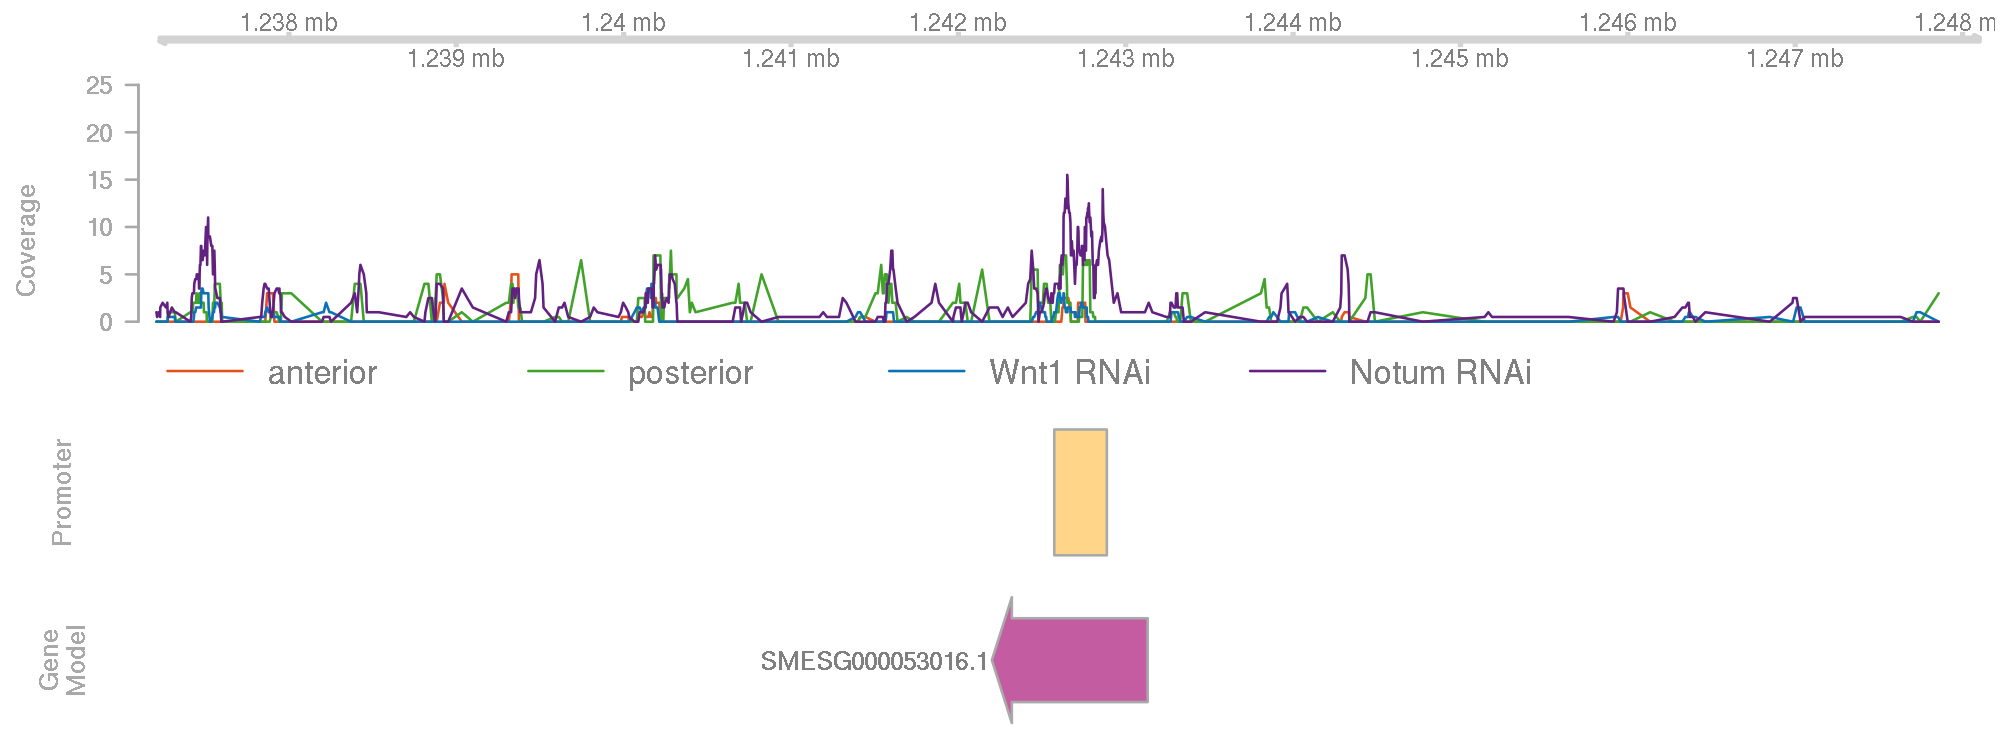 1.238 mb 1.24 mb 1.242 mb 1.244 mb 1.246 mb 1.248 m
1.239 mb 1.241 mb 1.243 mb 1.245 mb 1.247 mb
Coverage
25
20
15
10
5
0
anterior posterior Wnt1 RNAi Notum RNAi
Promoter
Gene
Model
SMESG000053016.1